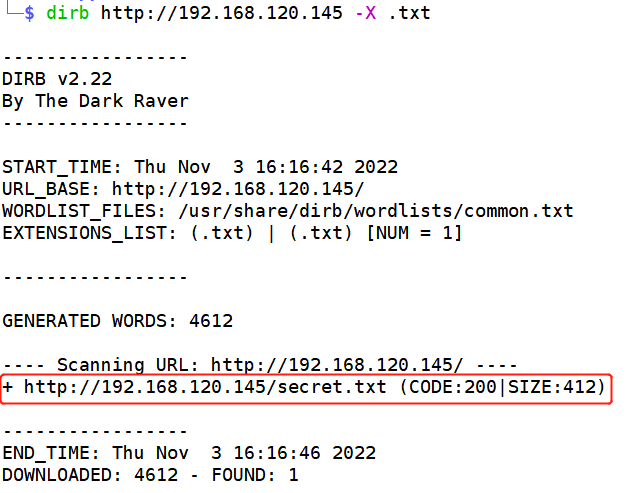 $ dirb http://192.168.120.145 -X .txt
-----------------
DIRB v2.22
By The Dark Raver
-----------------
START_TIME: Thu Nov  3 16:16:42 2022
URL_BASE: http://192.168.120.145/
WORDLIST_FILES: /usr/share/dirb/wordlists/common.txt
EXTENSIONS_LIST: (.txt) | (.txt) [NUM = 1]
-----------------
GENERATED WORDS: 4612
---- Scanning URL: http://192.168.120.145/ ----
+ http://192.168.120.145/secret.txt (CODE:200|SIZE:412)
-----------------
END_TIME: Thu Nov  3 16:16:46 2022
DOWNLOADED: 4612 - FOUND: 1